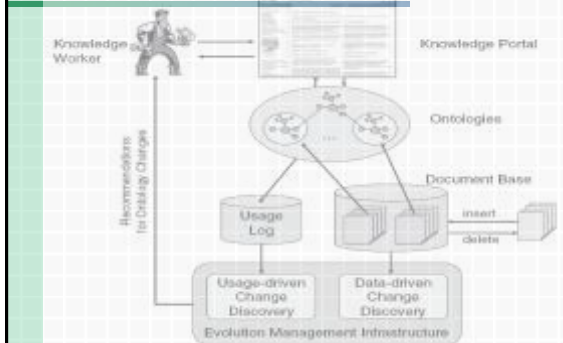 Knowledge
Worker
Knowledge Portal
Ontologies
...
Recommendations
for Ontology Changes
Document Base
Usage
Log
insert
delete
Usage-driven
Change
Discovery
Data-driven
Change
Discovery
Evolution Management Infrastructure